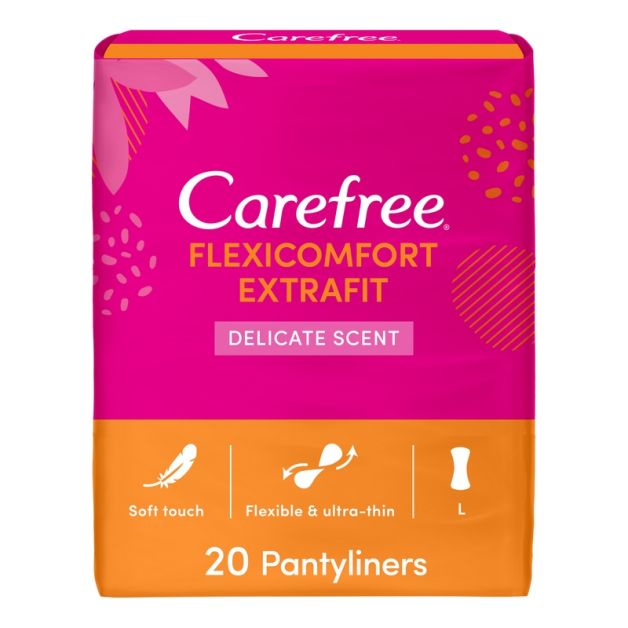 Carefree
Carefree®
FLEXICOMFORT
EXTRAFIT
DELICATE SCENT
Soft touch
Flexible & ultra-thin
L
20 Pantyliners